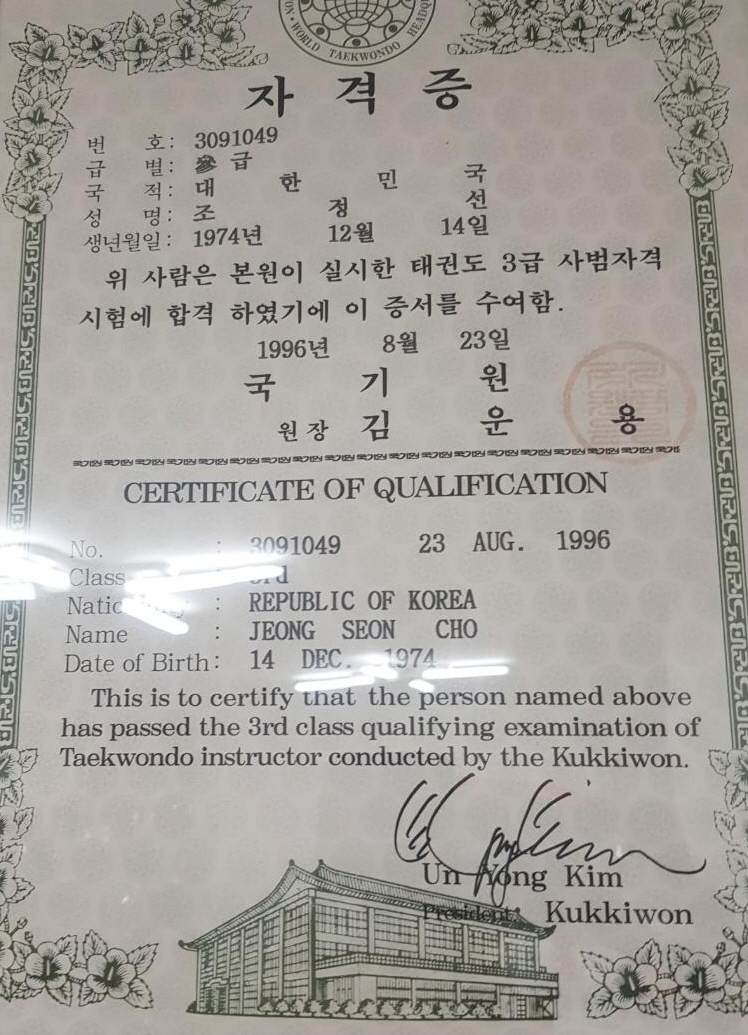 WORLD TAEKWONDO HEADQU
자 격 증
번 호: 3091049
급 별: 參 급
국 적: 대 한 민 국
성 명: 조 정 선
생년월일: 1974년 12월 14일
위 사람은 본원이 실시한 태권도 3급 사범자격
시험에 합격 하였기에 이 증서를 수여함.
1996년 8월 23일
국 기 원
원장 김 운 용
CERTIFICATE OF QUALIFICATION
No. : 3091049 23 AUG. 1996
Class : 3rd
: REPUBLIC OF KOREA
Name : JEONG SEON CHO
Date of Birth: 14 DEC. 1974
This is to certify that the person named above
has passed the 3rd class qualifying examination of
Taekwondo instructor conducted by the Kukkiwon.
Un Yong Kim
President: Kukkiwon